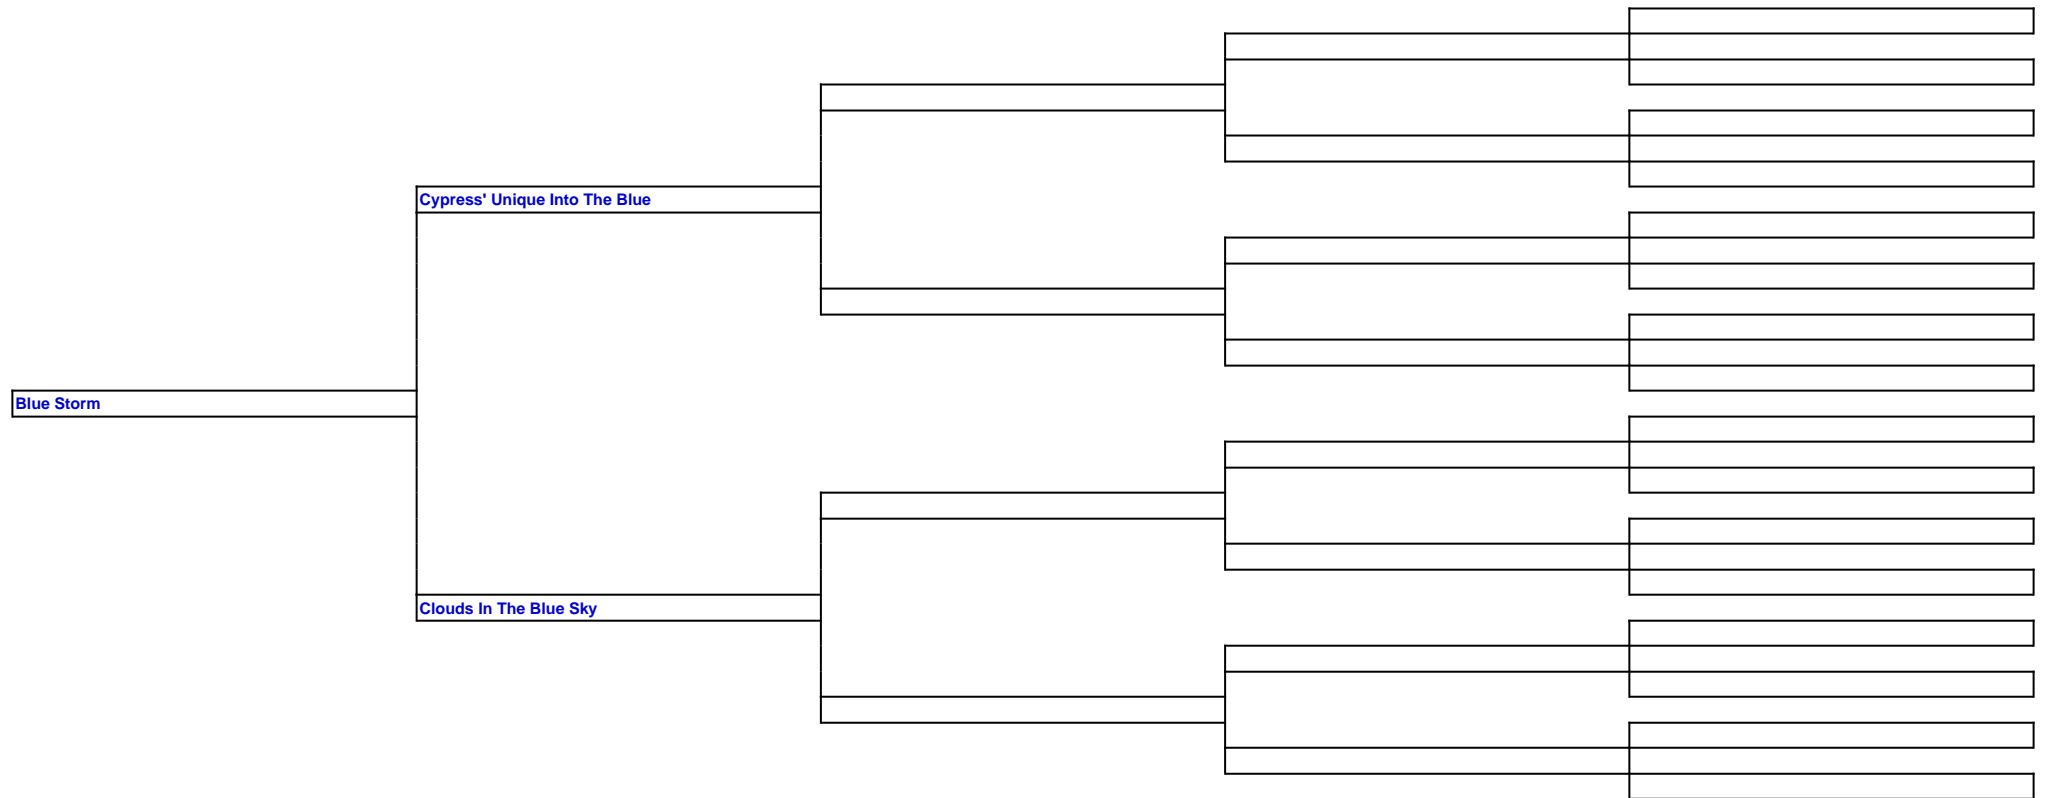 Cypress' Unique Into The Blue
Blue Storm
Clouds In The Blue Sky